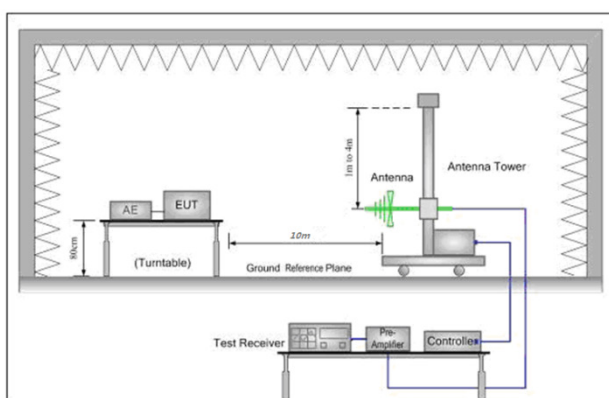 1m to 4m
Antenna
Antenna Tower
AE
EUT
10m
80cm
(Turntable)
Ground Reference Plane
Test Receiver
Pre-
Amplifier
Controller